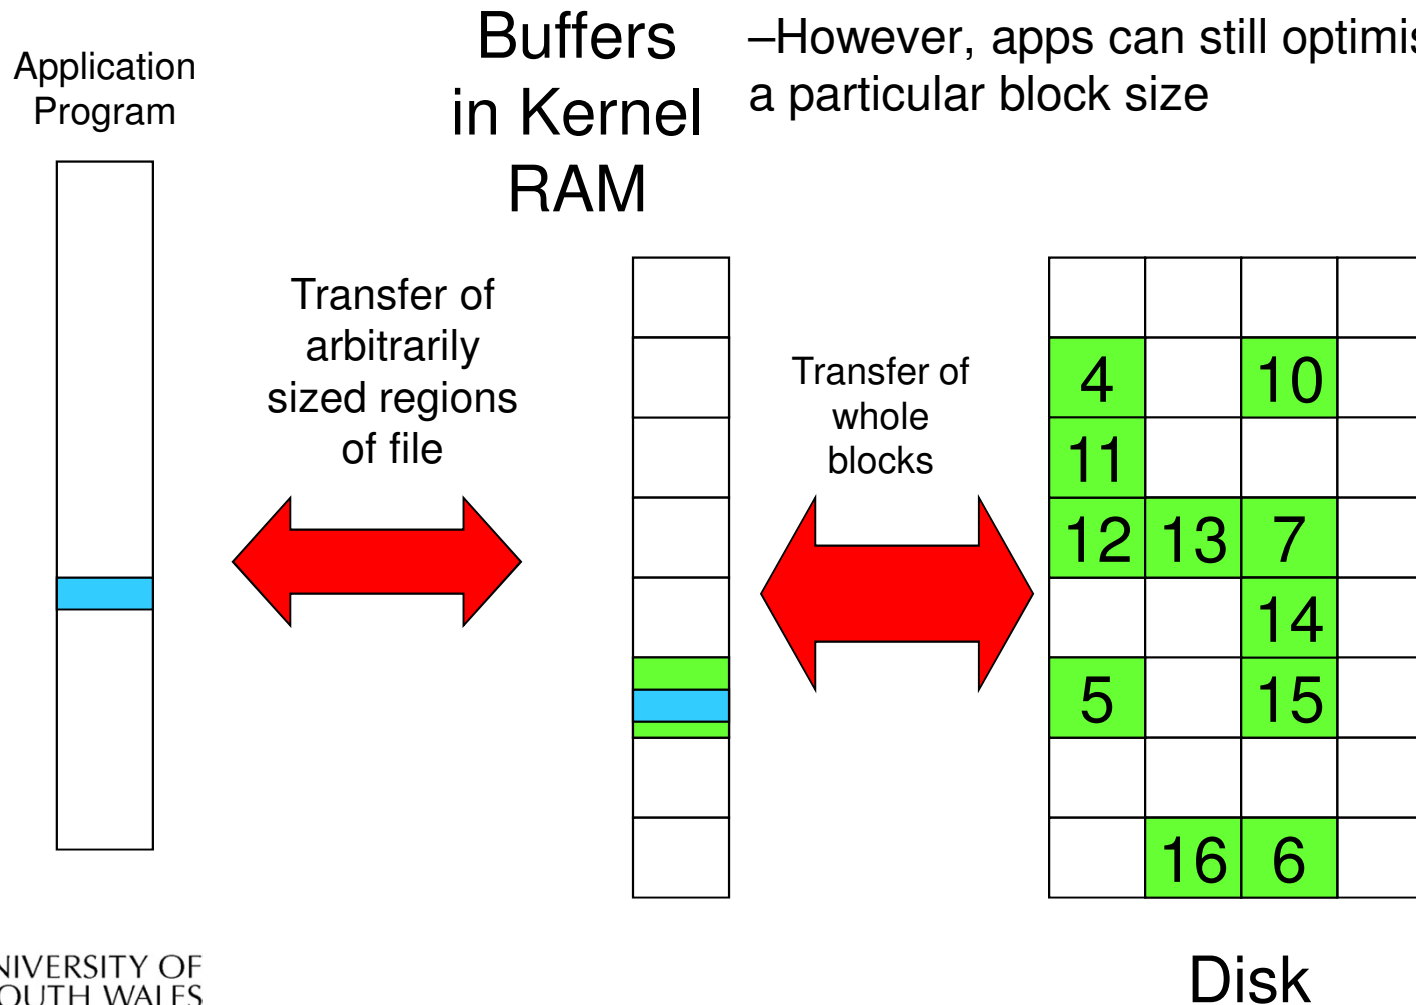 Application
Program
Buffers
in Kernel
RAM
–However, apps can still optimis
a particular block size
Transfer of
arbitrarily
sized regions
of file
Transfer of
whole
blocks
4 10
11
12 13 7
14
5 15
16 6
Disk
NIVERSITY OF
OUTH WALES